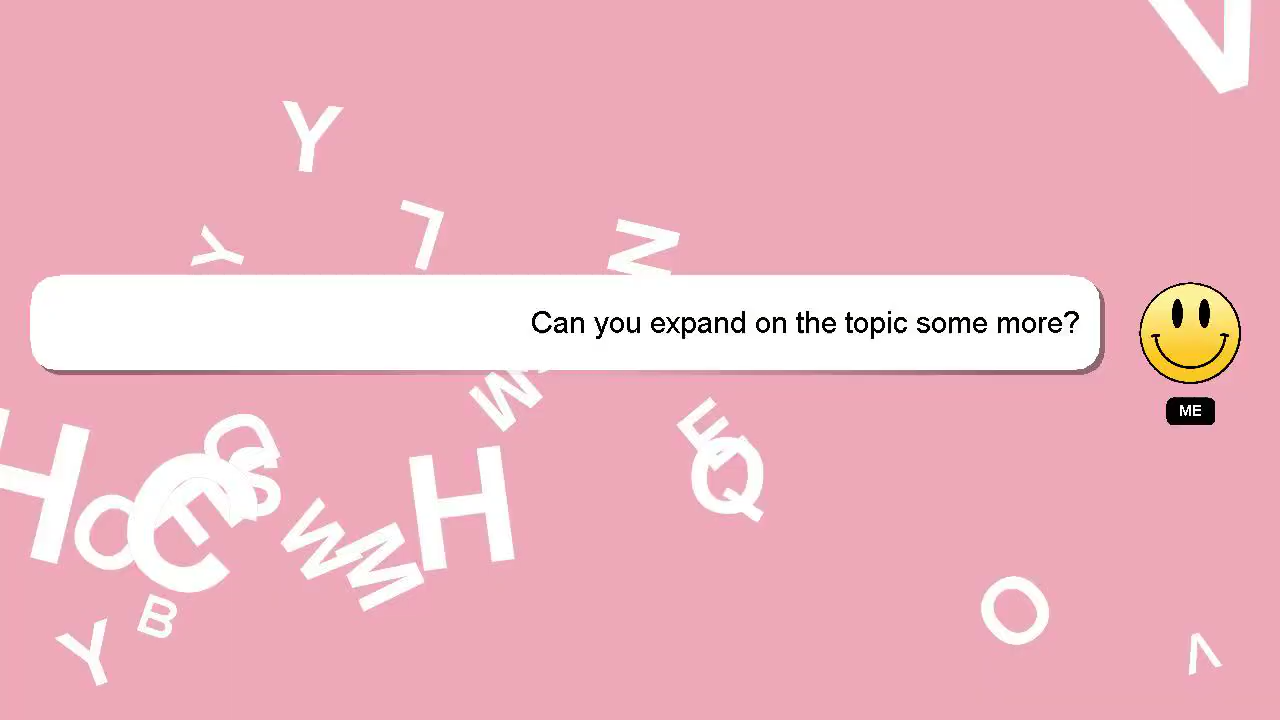 V
Y
L
Y
N
Can you expand on the topic some more?
ME
W
E
Q
H
G
S
H
O
C
T
W
M
B
O
Y
V